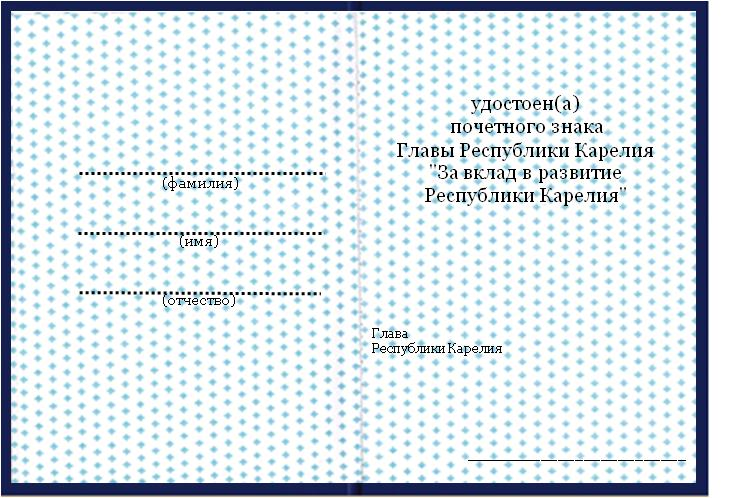 (фамилия)
(имя)
(отчество)
удостоен(а)
почетного знака
Главы Республики Карелия
"За вклад в развитие
Республики Карелия"
Глава
Республики Карелия